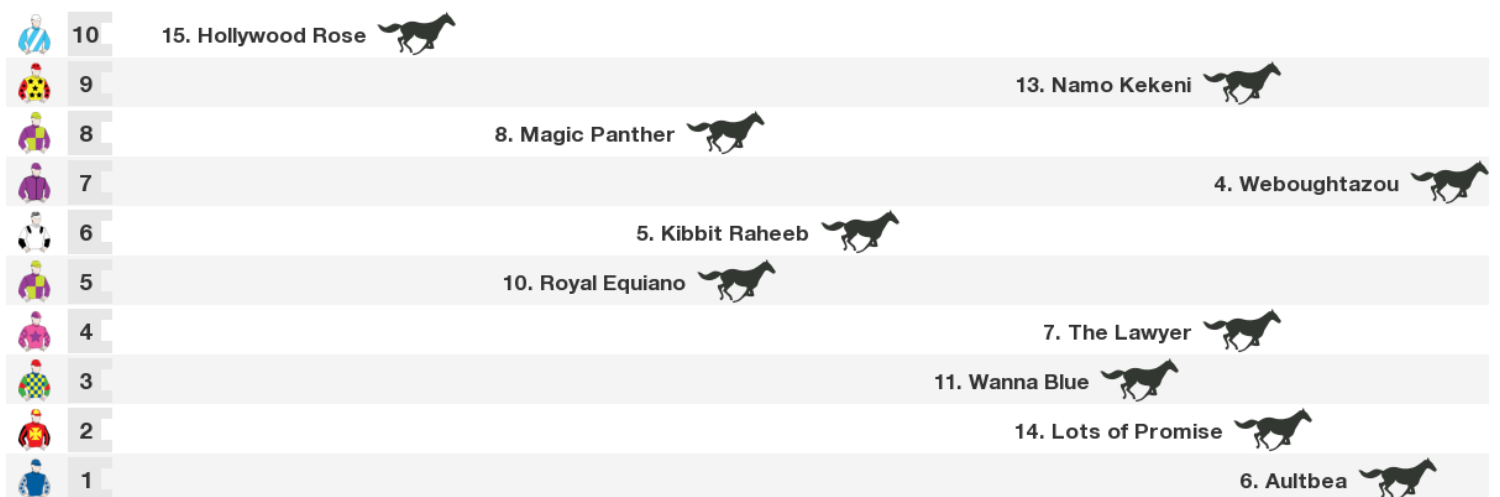 10 15. Hollywood Rose
9 13. Namo Kekeni
8 8. Magic Panther
7 4. Weboughtazou
6 5. Kibbit Raheeb
5 10. Royal Equiano
4 7. The Lawyer
3 11. Wanna Blue
2 14. Lots of Promise
1 6. Aultbea